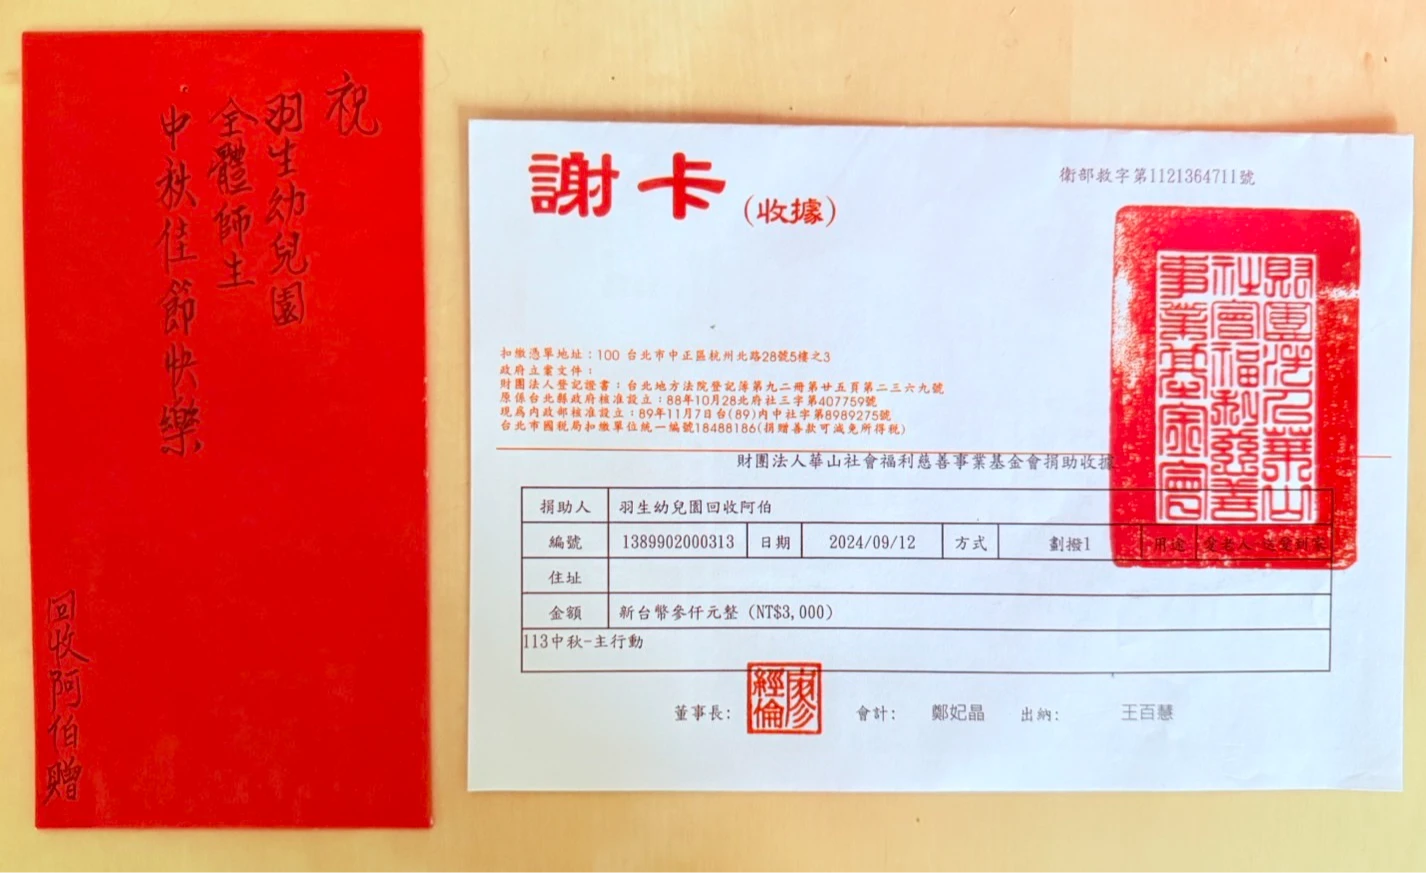 祝
羽生幼兒園
全體師生
中秋佳節快樂
回收阿伯贈
謝卡(收據)
衛部救字第1121364711號
扣繳憑單地址：100 台北市中正區杭州北路28號5樓之3
政府立案文件：
財團法人登記證書：台北地方法院登記簿第九二冊第廿五頁第二三六九號
原係台北縣政府核准設立：88年10月28北府社三字第407759號
現為內政部核准設立：89年11月7日台(89)內中社字第8989275號
台北市國稅局扣繳單位統一編號18488186(捐贈善款可減免所得稅)
財團法人華山社會福利慈善事業基金會捐助收據
財團法人華山
社會福利慈善
事業基金會
捐助人 羽生幼兒園回收阿伯
編號 1389902000313 日期 2024/09/12 方式 劃撥1 用途 愛老人 送愛到家
住址
金額 新台幣參仟元整 (NT$3,000)
113中秋-主行動
董事長: 廖經倫 會計: 鄭妃晶 出納: 王百慧